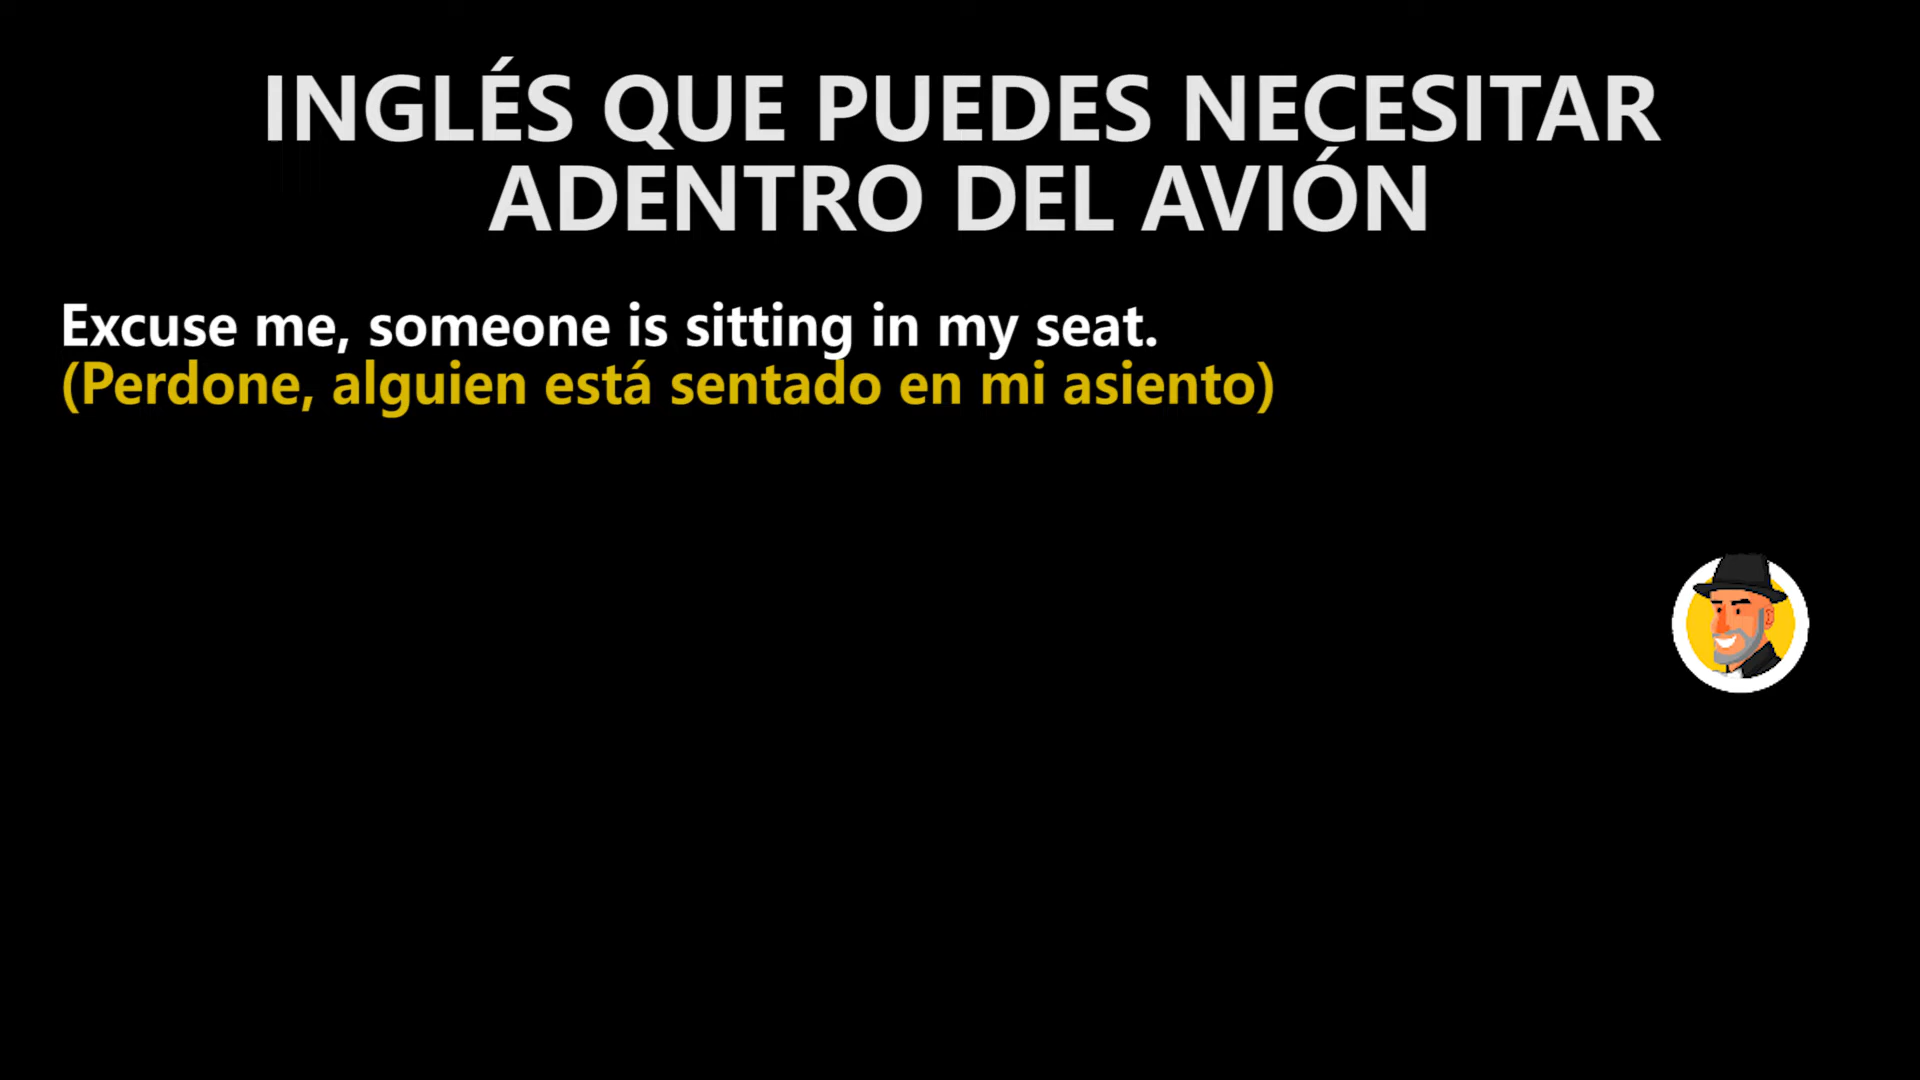 INGLÉS QUE PUEDES NECESITAR
ADENTRO DEL AVIÓN
Excuse me, someone is sitting in my seat.
(Perdone, alguien está sentado en mi asiento)